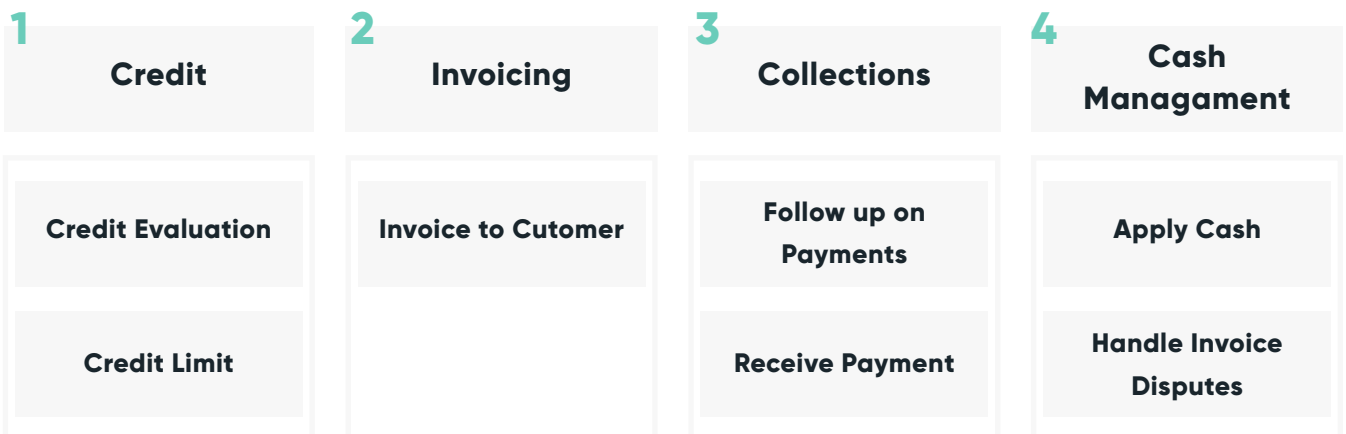 1
Credit
Credit Evaluation
Credit Limit
2
Invoicing
Invoice to Cutomer
3
Collections
Follow up on
Payments
Receive Payment
4
Cash
Managament
Apply Cash
Handle Invoice
Disputes